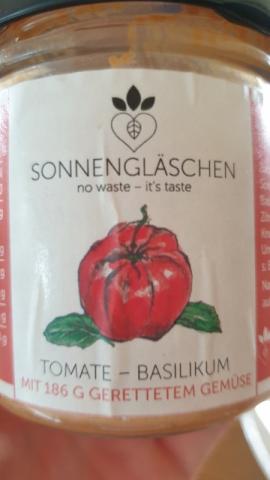 SONNENGLÄSCHEN
no waste – it's taste
TOMATE – BASILIKUM
MIT 186 G GERETTETEM GEMÜSE